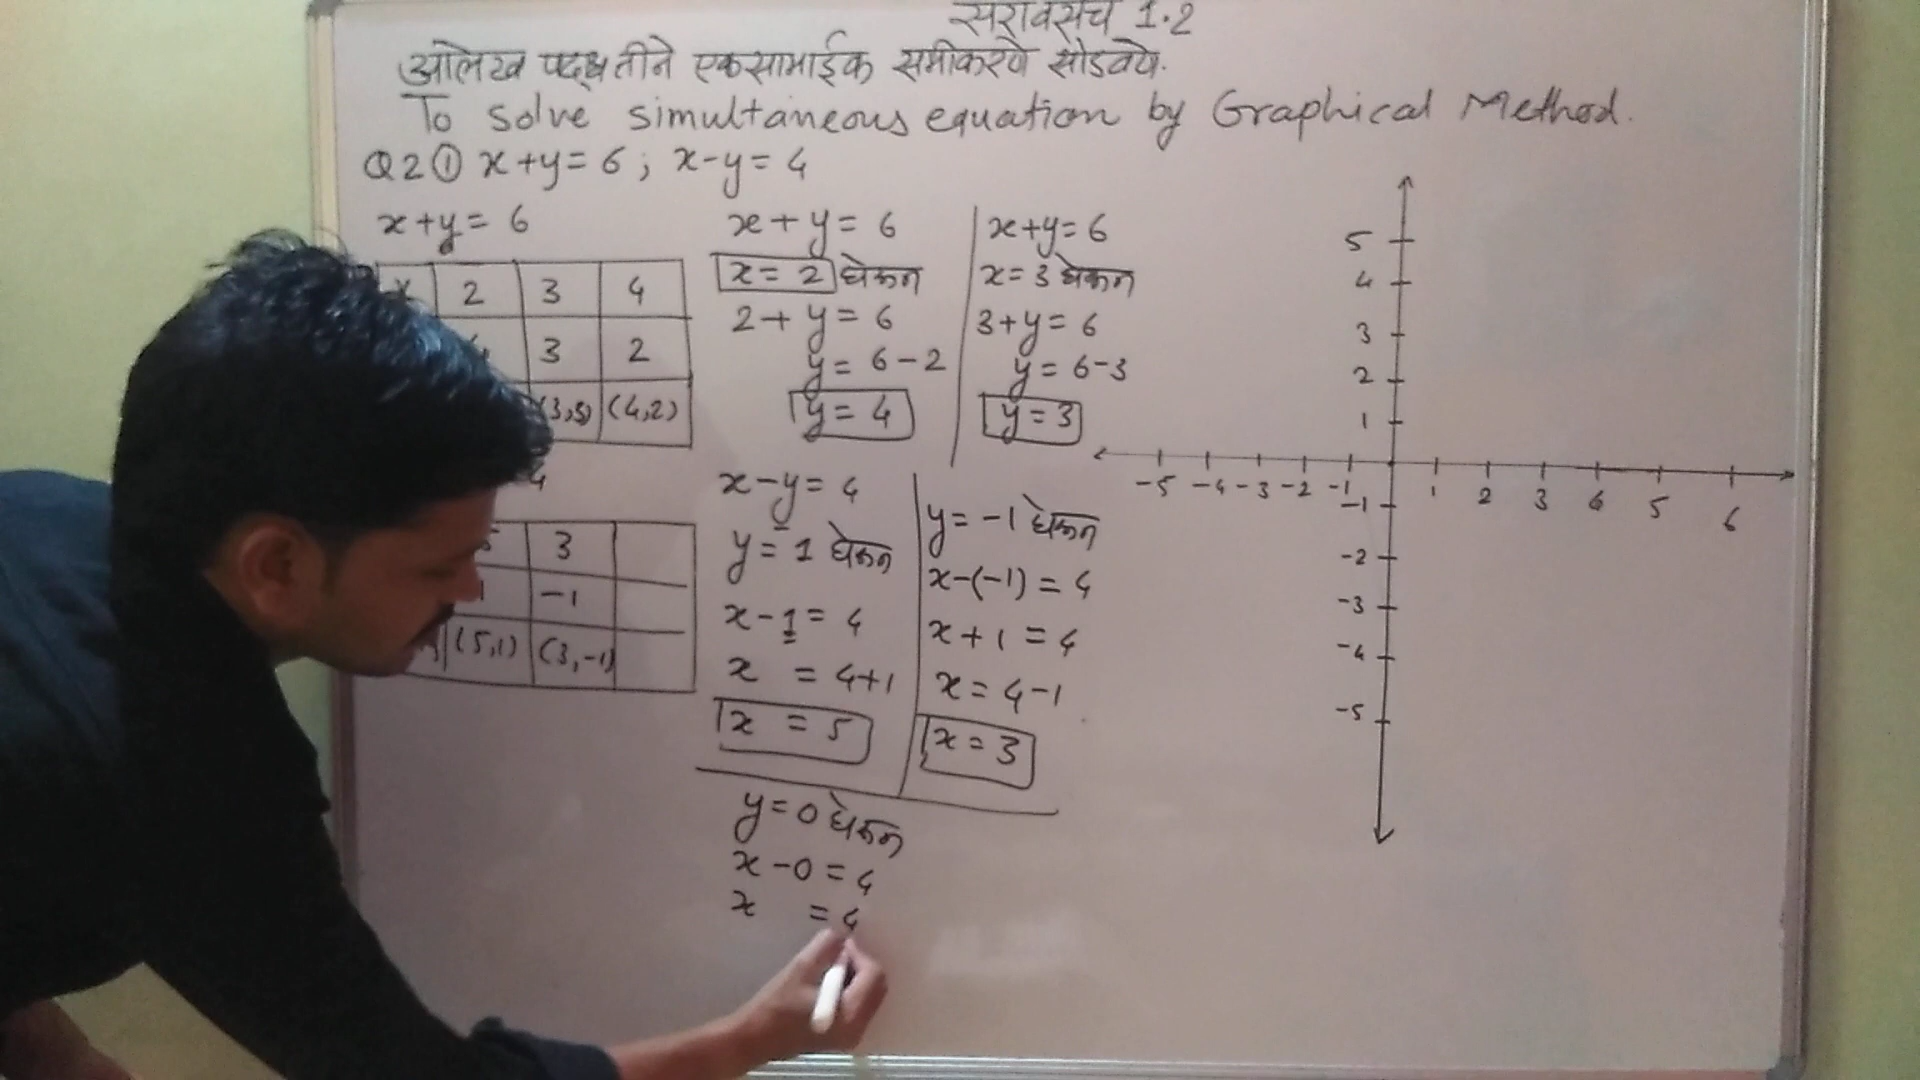 सरावसंच 1.2
आलेख पद्धतीने एकसामाईक समीकरणे सोडवणे.
To solve simultaneous equation by Graphical Method.
Q2 ① x+y=6 ; x-y=4
x+y=6
2 3 4
3 2
(3,3) (4,2)
x+y=6
x=2 घेऊन
2+y=6
y=6-2
y=4
x+y=6
x=3 घेऊन
3+y=6
y=6-3
y=3
4
5 3
1 -1
(5,1) (3,-1)
x-y=4
y=1 घेऊन
x-1=4
x =4+1
x =5
y=-1 घेऊन
x-(-1)=4
x+1=4
x=4-1
x=3
y=0 घेऊन
x-0=4
x =4
5
4
3
2
1
-5 -4 -3 -2 -1 1 2 3 4 5 6
-1
-2
-3
-4
-5